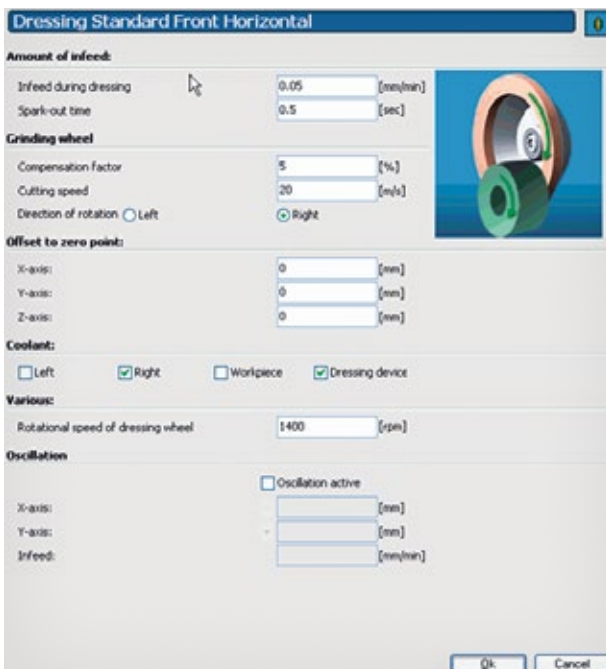 Dressing Standard Front Horizontal
Amount of infeed:
Infeed during dressing 0.05 [mm/min]
Spark-out time 0.5 [sec]
Grinding wheel
Compensation factor 5 [%]
Cutting speed 20 [m/s]
Direction of rotation Left Right
Offset to zero point:
X-axis: 0 [mm]
Y-axis: 0 [mm]
Z-axis: 0 [mm]
Coolant:
Left Right Workpiece Dressing device
Various:
Rotational speed of dressing wheel 1400 [rpm]
Oscillation
Oscillation active
X-axis: [mm]
Y-axis: [mm]
Infeed: [mm/min]
Ok Cancel